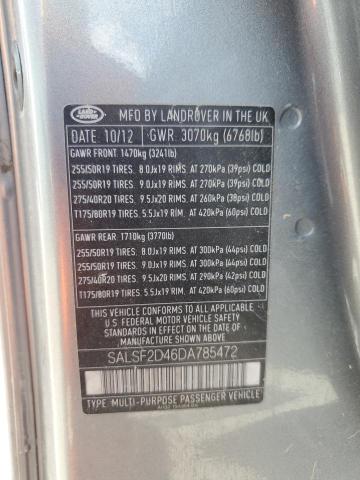 LAND ROVER
MFD BY LANDROVER IN THE UK
DATE 10/12 GWR 3070kg (6768lb)
GAWR FRONT 1470kg (3241lb)
255/50R19 TIRES. 8.0Jx19 RIMS. AT 270kPa (39psi) COLD
255/50R19 TIRES. 9.0Jx19 RIMS. AT 270kPa (39psi) COLD
275/40R20 TIRES. 9.5Jx20 RIMS. AT 260kPa (38psi) COLD
T175/80R19 TIRES. 5.5Jx19 RIM. AT 420kPa (60psi) COLD
GAWR REAR 1710kg (3770lb)
255/50R19 TIRES. 8.0Jx19 RIMS. AT 300kPa (44psi) COLD
255/50R19 TIRES. 9.0Jx19 RIMS. AT 300kPa (44psi) COLD
275/40R20 TIRES. 9.5Jx20 RIMS. AT 290kPa (42psi) COLD
T175/80R19 TIRES. 5.5Jx19 RIM. AT 420kPa (60psi) COLD
THIS VEHICLE CONFORMS TO ALL APPLICABLE
U.S. FEDERAL MOTOR VEHICLE SAFETY
STANDARDS IN EFFECT ON THE DATE OF
MANUFACTURE SHOWN ABOVE
SALSF2D46DA785472
TYPE: MULTI-PURPOSE PASSENGER VEHICLE